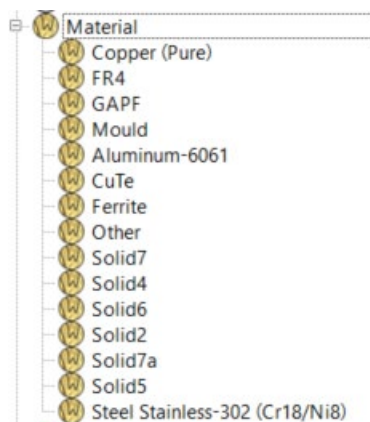 Material
Copper (Pure)
FR4
GAPF
Mould
Aluminum-6061
CuTe
Ferrite
Other
Solid7
Solid4
Solid6
Solid2
Solid7a
Solid5
Steel Stainless-302 (Cr18/Ni8)